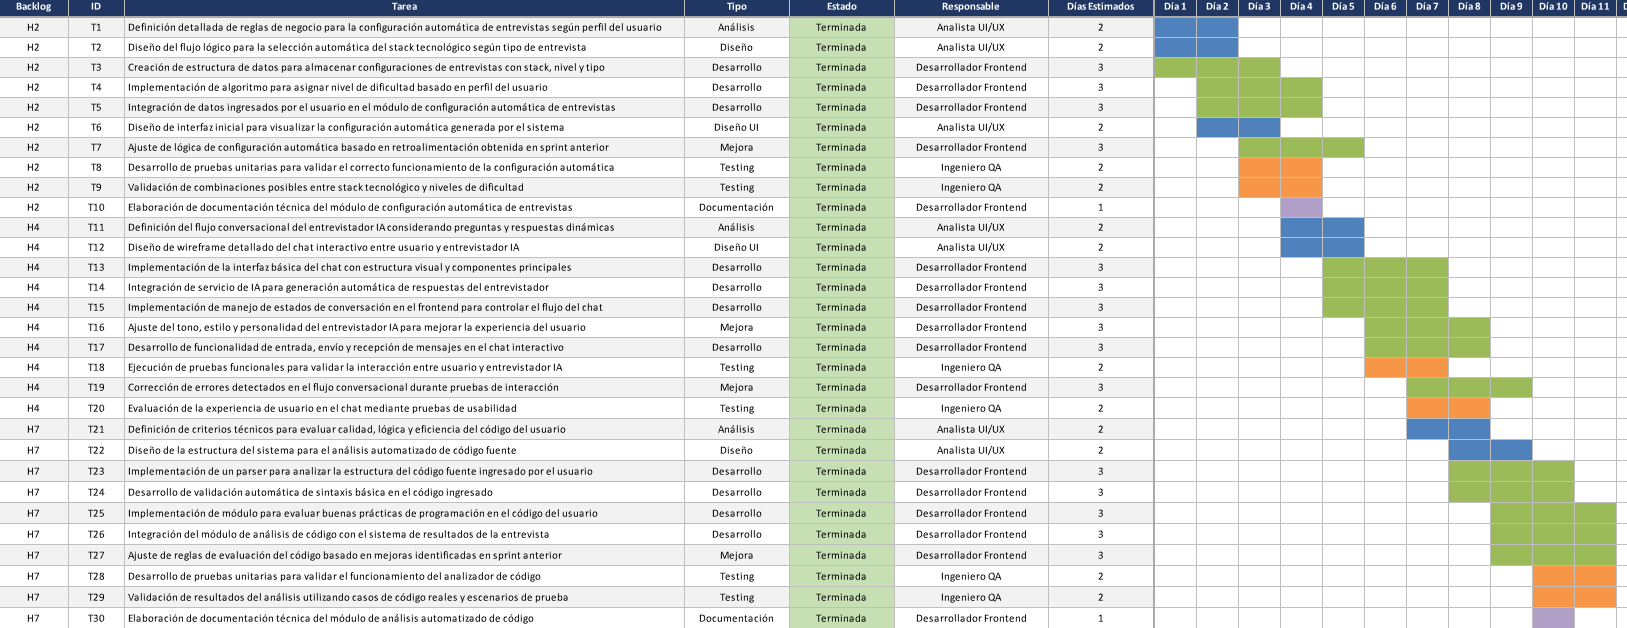 Backlog ID Tarea Tipo Estado Responsable Días Estimados Día 1 Día 2 Día 3 Día 4 Día 5 Día 6 Día 7 Día 8 Día 9 Día 10 Día 11
H2 T1 Definición detallada de reglas de negocio para la configuración automática de entrevistas según perfil del usuario Análisis Terminada Analista UI/UX 2
H2 T2 Diseño del flujo lógico para la selección automática del stack tecnológico según tipo de entrevista Diseño Terminada Analista UI/UX 2
H2 T3 Creación de estructura de datos para almacenar configuraciones de entrevistas con stack, nivel y tipo Desarrollo Terminada Desarrollador Frontend 3
H2 T4 Implementación de algoritmo para asignar nivel de dificultad basado en perfil del usuario Desarrollo Terminada Desarrollador Frontend 3
H2 T5 Integración de datos ingresados por el usuario en el módulo de configuración automática de entrevistas Desarrollo Terminada Desarrollador Frontend 3
H2 T6 Diseño de interfaz inicial para visualizar la configuración automática generada por el sistema Diseño UI Terminada Analista UI/UX 2
H2 T7 Ajuste de lógica de configuración automática basado en retroalimentación obtenida en sprint anterior Mejora Terminada Desarrollador Frontend 3
H2 T8 Desarrollo de pruebas unitarias para validar el correcto funcionamiento de la configuración automática Testing Terminada Ingeniero QA 2
H2 T9 Validación de combinaciones posibles entre stack tecnológico y niveles de dificultad Testing Terminada Ingeniero QA 2
H2 T10 Elaboración de documentación técnica del módulo de configuración automática de entrevistas Documentación Terminada Desarrollador Frontend 1
H4 T11 Definición del flujo conversacional del entrevistador IA considerando preguntas y respuestas dinámicas Análisis Terminada Analista UI/UX 2
H4 T12 Diseño de wireframe detallado del chat interactivo entre usuario y entrevistador IA Diseño UI Terminada Analista UI/UX 2
H4 T13 Implementación de la interfaz básica del chat con estructura visual y componentes principales Desarrollo Terminada Desarrollador Frontend 3
H4 T14 Integración de servicio de IA para generación automática de respuestas del entrevistador Desarrollo Terminada Desarrollador Frontend 3
H4 T15 Implementación de manejo de estados de conversación en el frontend para controlar el flujo del chat Desarrollo Terminada Desarrollador Frontend 3
H4 T16 Ajuste del tono, estilo y personalidad del entrevistador IA para mejorar la experiencia del usuario Mejora Terminada Desarrollador Frontend 3
H4 T17 Desarrollo de funcionalidad de entrada, envío y recepción de mensajes en el chat interactivo Desarrollo Terminada Desarrollador Frontend 3
H4 T18 Ejecución de pruebas funcionales para validar la interacción entre usuario y entrevistador IA Testing Terminada Ingeniero QA 2
H4 T19 Corrección de errores detectados en el flujo conversacional durante pruebas de interacción Mejora Terminada Desarrollador Frontend 3
H4 T20 Evaluación de la experiencia de usuario en el chat mediante pruebas de usabilidad Testing Terminada Ingeniero QA 2
H7 T21 Definición de criterios técnicos para evaluar calidad, lógica y eficiencia del código del usuario Análisis Terminada Analista UI/UX 2
H7 T22 Diseño de la estructura del sistema para el análisis automatizado de código fuente Diseño Terminada Analista UI/UX 2
H7 T23 Implementación de un parser para analizar la estructura del código fuente ingresado por el usuario Desarrollo Terminada Desarrollador Frontend 3
H7 T24 Desarrollo de validación automática de sintaxis básica en el código ingresado Desarrollo Terminada Desarrollador Frontend 3
H7 T25 Implementación de módulo para evaluar buenas prácticas de programación en el código del usuario Desarrollo Terminada Desarrollador Frontend 3
H7 T26 Integración del módulo de análisis de código con el sistema de resultados de la entrevista Desarrollo Terminada Desarrollador Frontend 3
H7 T27 Ajuste de reglas de evaluación del código basado en mejoras identificadas en sprint anterior Mejora Terminada Desarrollador Frontend 3
H7 T28 Desarrollo de pruebas unitarias para validar el funcionamiento del analizador de código Testing Terminada Ingeniero QA 2
H7 T29 Validación de resultados del análisis utilizando casos de código reales y escenarios de prueba Testing Terminada Ingeniero QA 2
H7 T30 Elaboración de documentación técnica del módulo de análisis automatizado de código Documentación Terminada Desarrollador Frontend 1